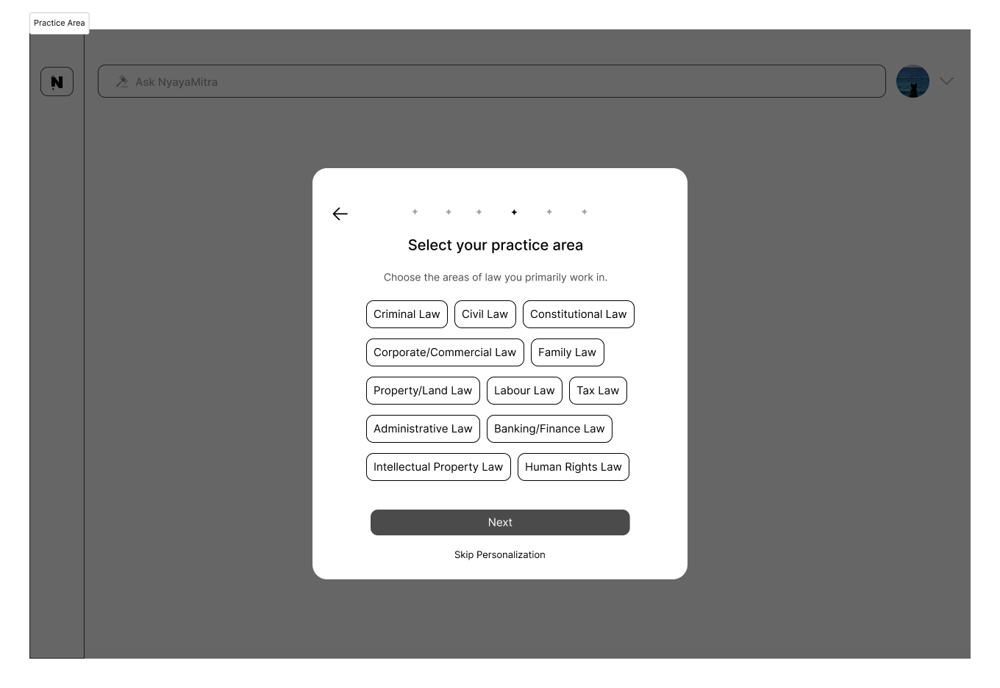 Practice Area
N
Ask NyayaMitra
Select your practice area
Choose the areas of law you primarily work in.
Criminal Law Civil Law Constitutional Law
Corporate/Commercial Law Family Law
Property/Land Law Labour Law Tax Law
Administrative Law Banking/Finance Law
Intellectual Property Law Human Rights Law
Next
Skip Personalization